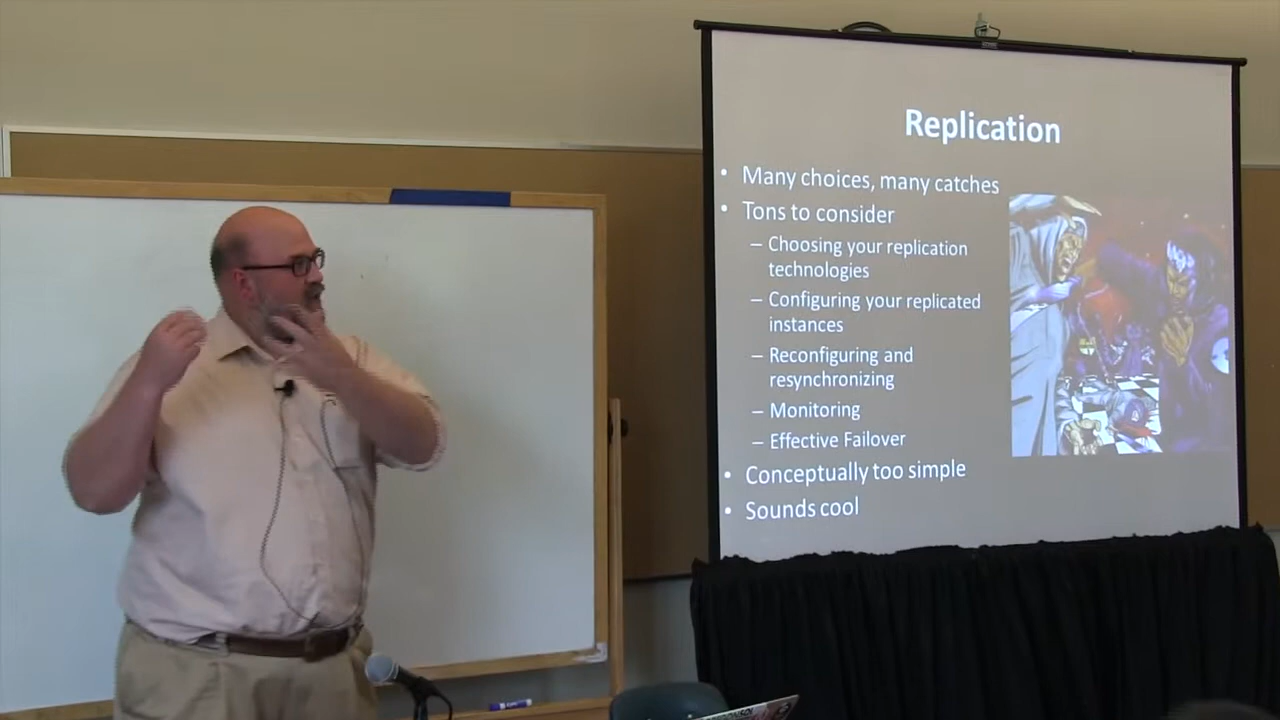 Replication
• Many choices, many catches
• Tons to consider
– Choosing your replication
technologies
– Configuring your replicated
instances
– Reconfiguring and
resynchronizing
– Monitoring
– Effective Failover
• Conceptually too simple
• Sounds cool